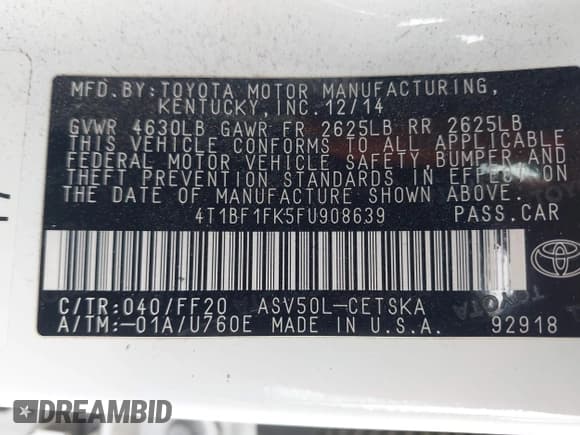 MFD. BY: TOYOTA MOTOR MANUFACTURING,
KENTUCKY, INC. 12/14
GVWR 4630LB GAWR FR 2625LB RR 2625LB
THIS VEHICLE CONFORMS TO ALL APPLICABLE
FEDERAL MOTOR VEHICLE SAFETY, BUMPER AND
THEFT PREVENTION STANDARDS IN EFFECT ON
THE DATE OF MANUFACTURE SHOWN ABOVE.
4T1BF1FK5FU908639 PASS.CAR
C/TR:040/FF20 ASV50L-CETSKA
A/TM:-01A/U760E MADE IN U.S.A. 92918
TOYOTA
DREAMBID